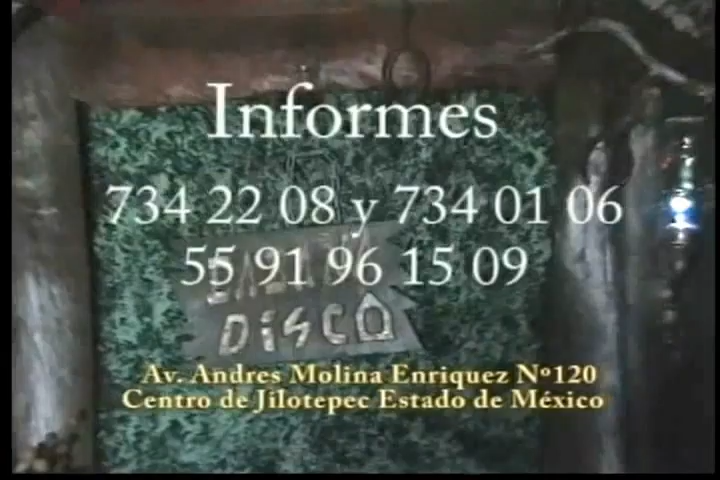 Informes
734 22 08 y 734 01 06
55 91 96 15 09
DiSCO
Av. Andres Molina Enriquez Nº120
Centro de Jilotepec Estado de México